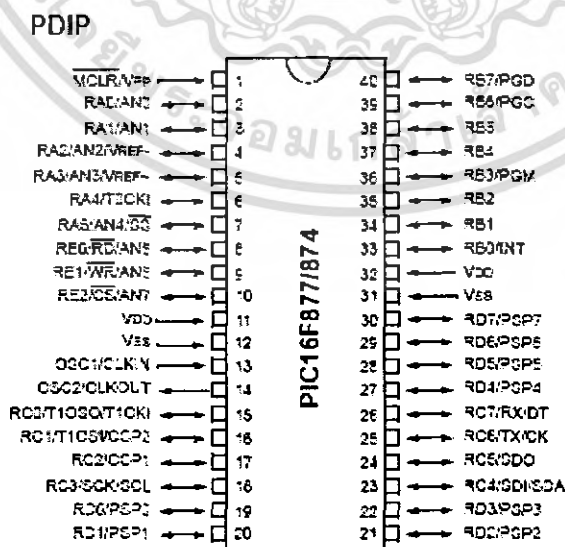 PDIP
MCLR/VPP 1 40 RB7/PGD
RA0/AN0 2 39 RB6/PGC
RA1/AN1 3 38 RB5
RA2/AN2/VREF- 4 37 RB4
RA3/AN3/VREF+ 5 36 RB3/PGM
RA4/T0CKI 6 35 RB2
RA5/AN4/SS 7 34 RB1
RE0/RD/AN5 8 33 RB0/INT
RE1/WR/AN6 9 32 VDD
RE2/CS/AN7 10 31 VSS
VDD 11 30 RD7/PSP7
VSS 12 29 RD6/PSP6
OSC1/CLKIN 13 28 RD5/PSP5
OSC2/CLKOUT 14 27 RD4/PSP4
RC0/T1OSO/T1CKI 15 26 RC7/RX/DT
RC1/T1OSI/CCP2 16 25 RC6/TX/CK
RC2/CCP1 17 24 RC5/SDO
RC3/SCK/SCL 18 23 RC4/SDI/SDA
RD0/PSP0 19 22 RD3/PSP3
RD1/PSP1 20 21 RD2/PSP2
PIC16F877/874